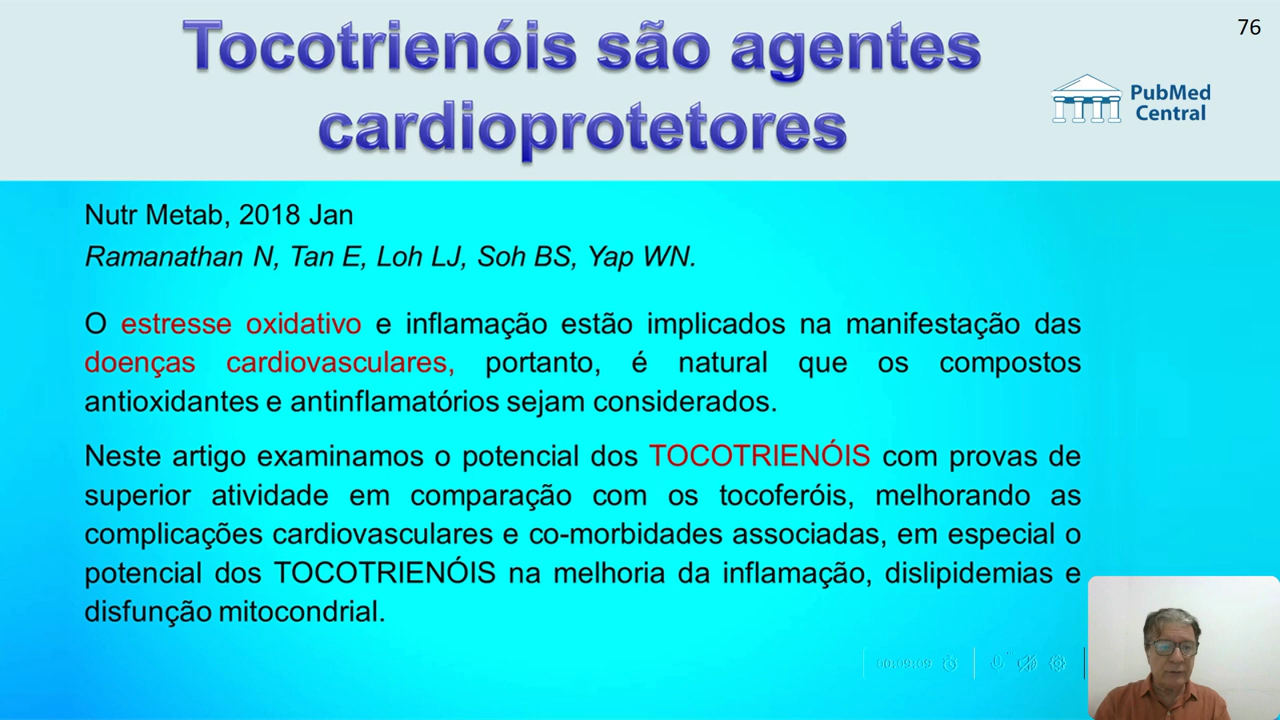 76
Tocotrienóis são agentes
cardioprotetores
PubMed
Central
Nutr Metab, 2018 Jan
Ramanathan N, Tan E, Loh LJ, Soh BS, Yap WN.
O estresse oxidativo e inflamação estão implicados na manifestação das
doenças cardiovasculares, portanto, é natural que os compostos
antioxidantes e antinflamatórios sejam considerados.
Neste artigo examinamos o potencial dos TOCOTRIENÓIS com provas de
superior atividade em comparação com os tocoferóis, melhorando as
complicações cardiovasculares e co-morbidades associadas, em especial o
potencial dos TOCOTRIENÓIS na melhoria da inflamação, dislipidemias e
disfunção mitocondrial.
00:09:09